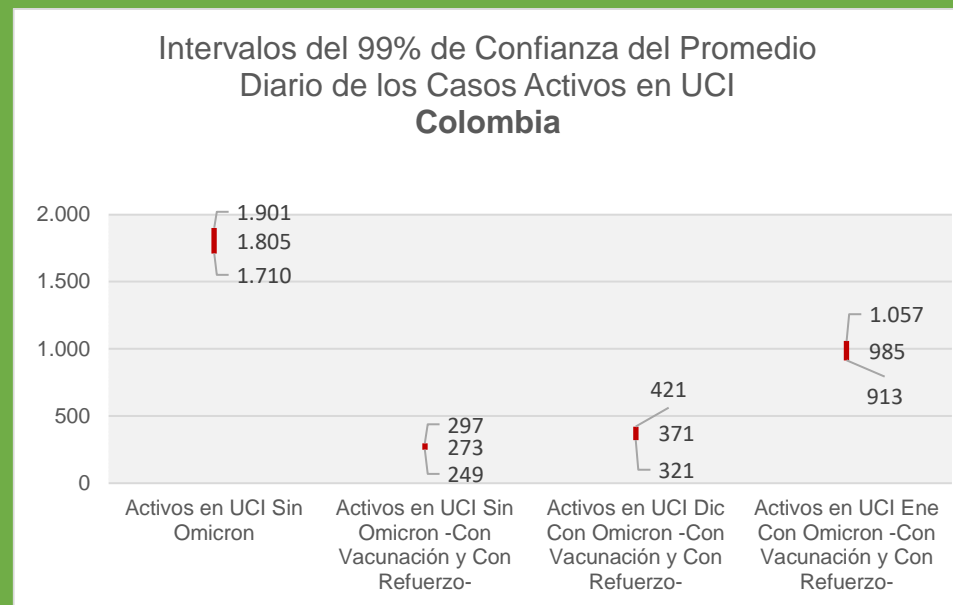 Intervalos del 99% de Confianza del Promedio
Diario de los Casos Activos en UCI
Colombia
2.000
1.500
1.000
500
0
1.901
1.805
1.710
297
273
249
421
371
321
1.057
985
913
Activos en UCI Sin
Omicron
Activos en UCI Sin
Omicron -Con
Vacunación y Con
Refuerzo-
Activos en UCI Dic
Con Omicron -Con
Vacunación y Con
Refuerzo-
Activos en UCI Ene
Con Omicron -Con
Vacunación y Con
Refuerzo-